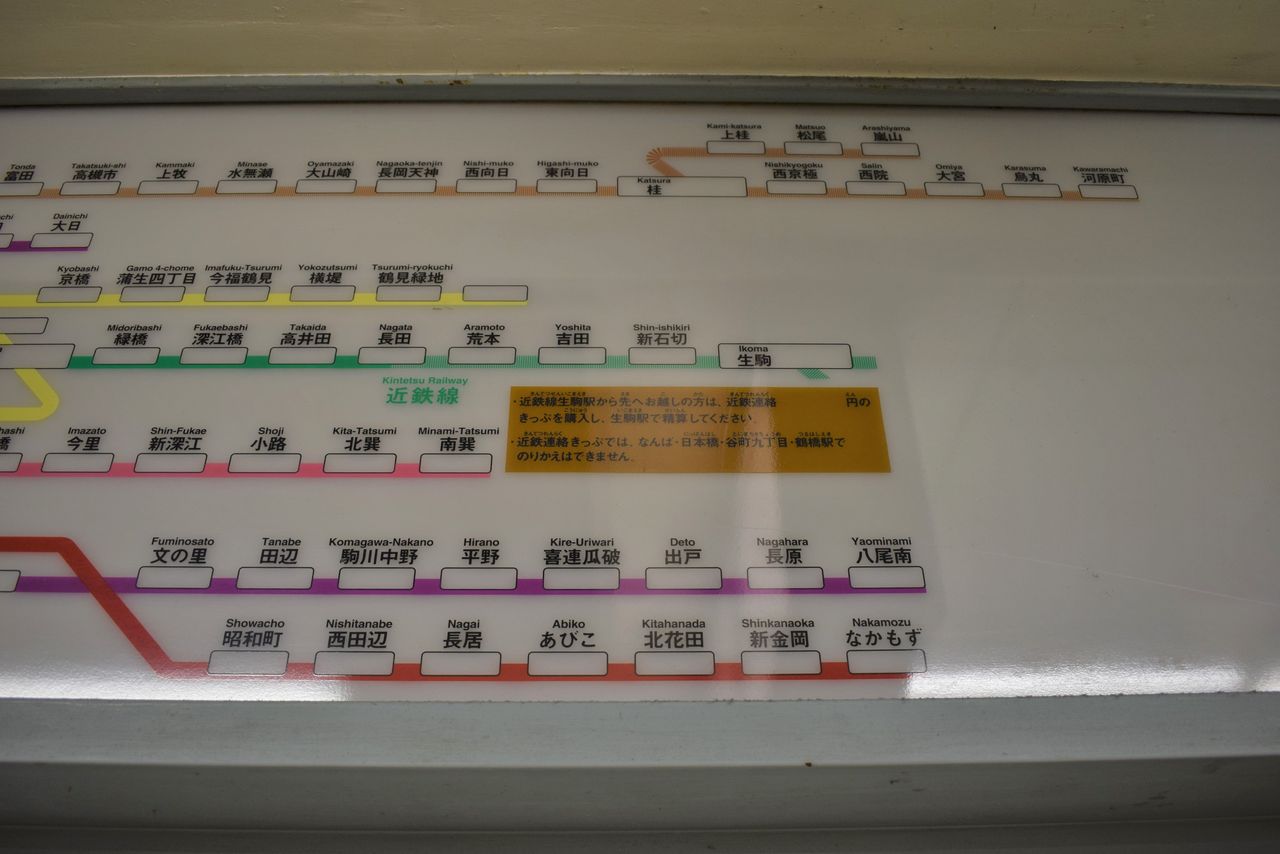 Kami-katsura Matsuo Arashiyama
上桂 松尾 嵐山
Tonda Takatsuki-shi Kammaki Minase Oyamazaki Nagaoka-tenjin Nishi-muko Higashi-muko Katsura Nishikyogoku Saiin Omiya Karasuma Kawaramachi
富田 高槻市 上牧 水無瀬 大山崎 長岡天神 西向日 東向日 桂 西京極 西院 大宮 烏丸 河原町
Dainichi
大日
Kyobashi Gamo 4-chome Imafuku-Tsurumi Yokozutsumi Tsurumi-ryokuchi
京橋 蒲生四丁目 今福鶴見 横堤 鶴見緑地
Midoribashi Fukaebashi Takaida Nagata Aramoto Yoshita Shin-ishikiri Ikoma
緑橋 深江橋 高井田 長田 荒本 吉田 新石切 生駒
Kintetsu Railway
近鉄線
・近鉄線生駒駅から先へお越しの方は、近鉄連絡 円の
きっぷを購入し、生駒駅で精算してください。
・近鉄連絡きっぷでは、なんば・日本橋・谷町九丁目・鶴橋駅で
のりかえはできません。
Imazato Shin-Fukae Shoji Kita-Tatsumi Minami-Tatsumi
橋 今里 新深江 小路 北巽 南巽
Fuminosato Tanabe Komagawa-Nakano Hirano Kire-Uriwari Deto Nagahara Yaominami
文の里 田辺 駒川中野 平野 喜連瓜破 出戸 長原 八尾南
Showacho Nishitanabe Nagai Abiko Kitahanada Shinkanaoka Nakamozu
昭和町 西田辺 長居 あびこ 北花田 新金岡 なかもず